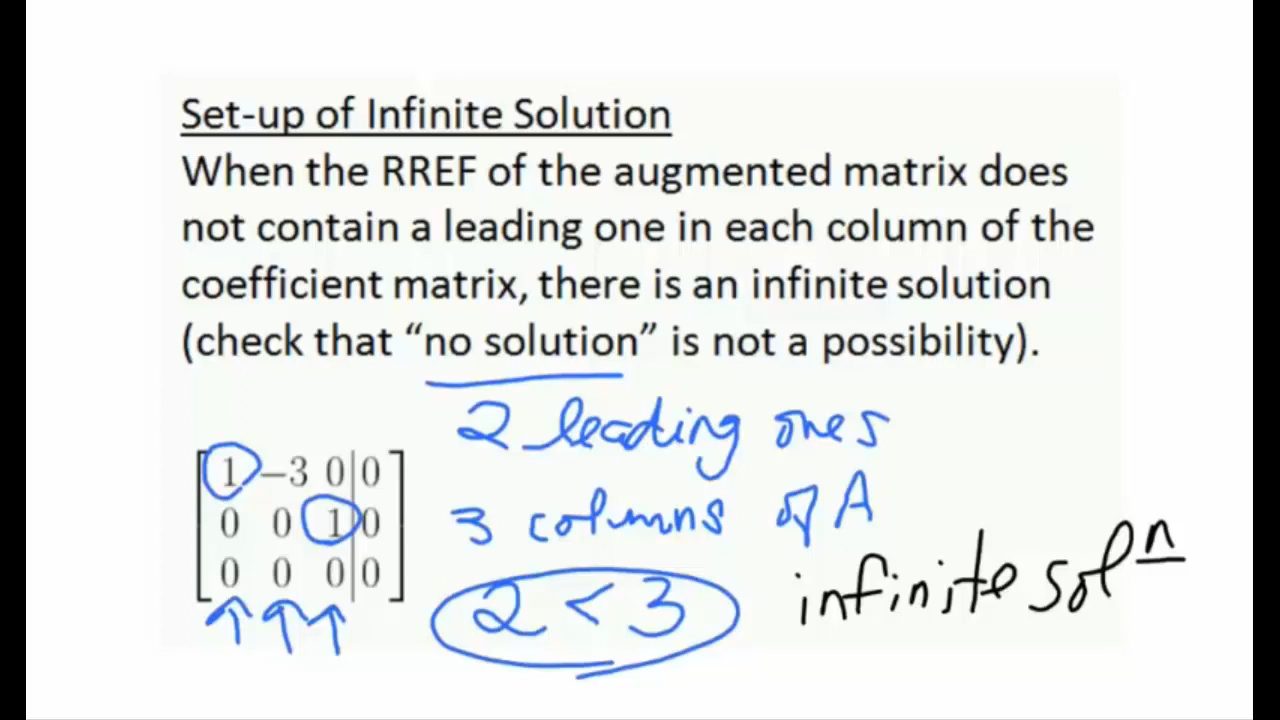 Set-up of Infinite Solution
When the RREF of the augmented matrix does
not contain a leading one in each column of the
coefficient matrix, there is an infinite solution
(check that “no solution” is not a possibility).
2 leading ones
1 −3 0 0
0 0 1 0
3 columns of A
0 0 0 0
2 < 3
infinite solⁿ